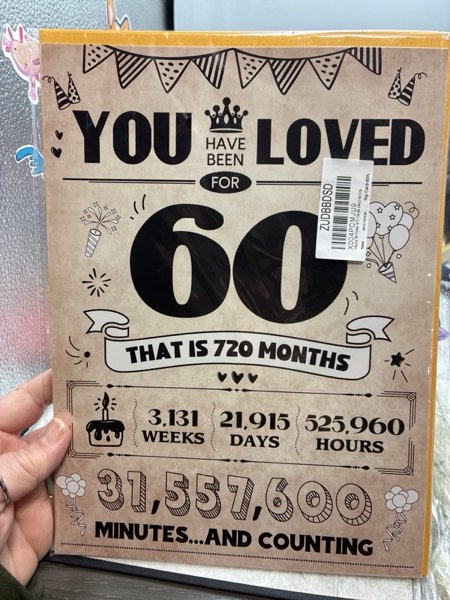 YOU HAVE BEEN LOVED
FOR
60
ZUDBBDSD
X004PCMJU9
THAT IS 720 MONTHS
3,131 WEEKS
21,915 DAYS
525,960 HOURS
31,557,600
MINUTES...AND COUNTING